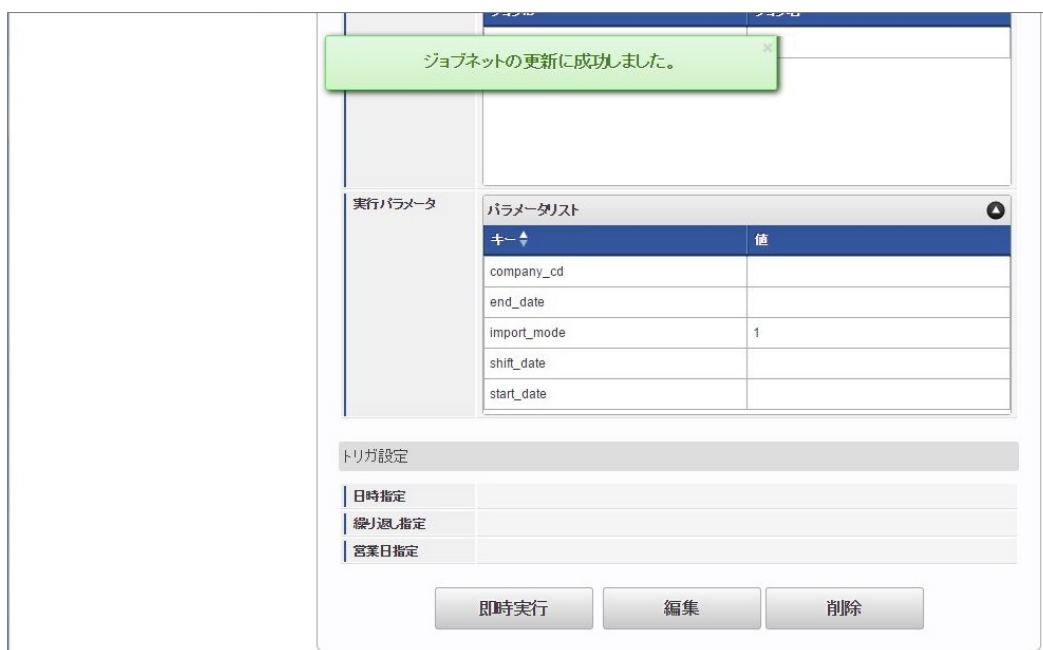 ジョブネットの更新に成功しました。
×
実行パラメータ
パラメータリスト
キー 値
company_cd
end_date
import_mode 1
shift_date
start_date
トリガ設定
日時指定
繰り返し指定
営業日指定
即時実行 編集 削除